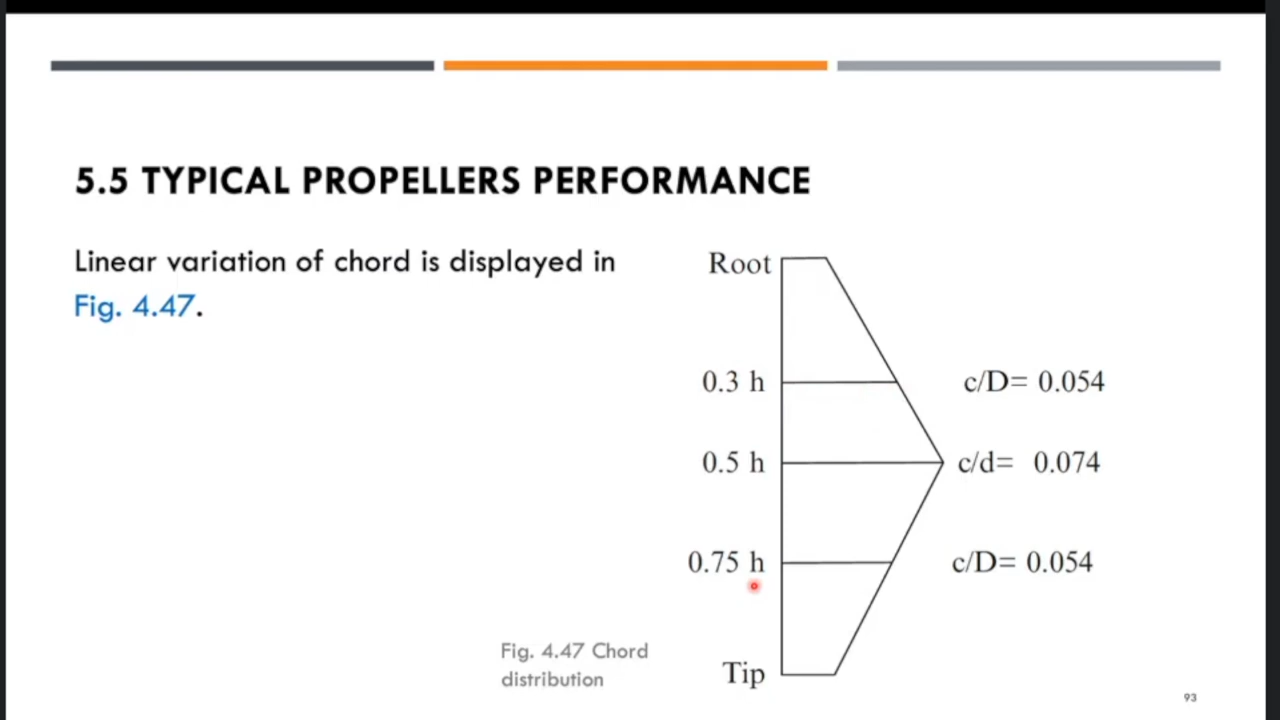 5.5 TYPICAL PROPELLERS PERFORMANCE
Linear variation of chord is displayed in
Fig. 4.47.
Root
0.3 h
c/D= 0.054
0.5 h
c/d= 0.074
0.75 h
c/D= 0.054
Tip
Fig. 4.47 Chord
distribution
93